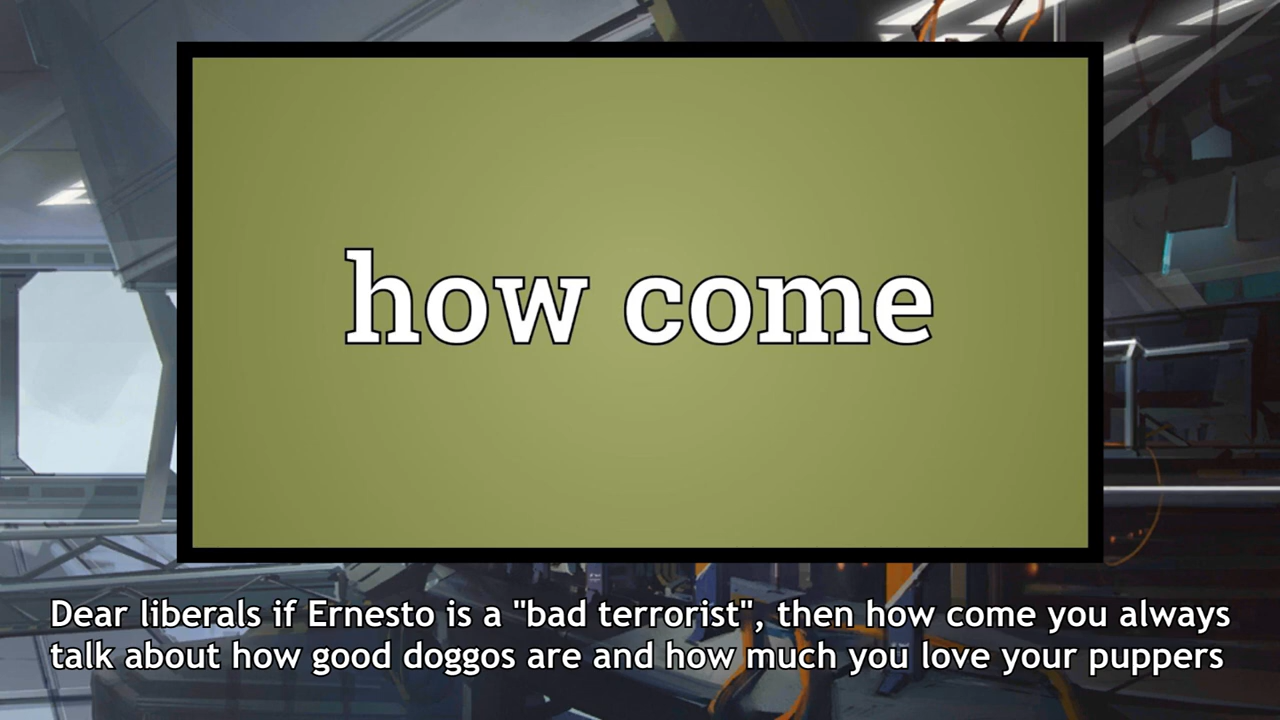 how come
Dear liberals if Ernesto is a "bad terrorist", then how come you always
talk about how good doggos are and how much you love your puppers